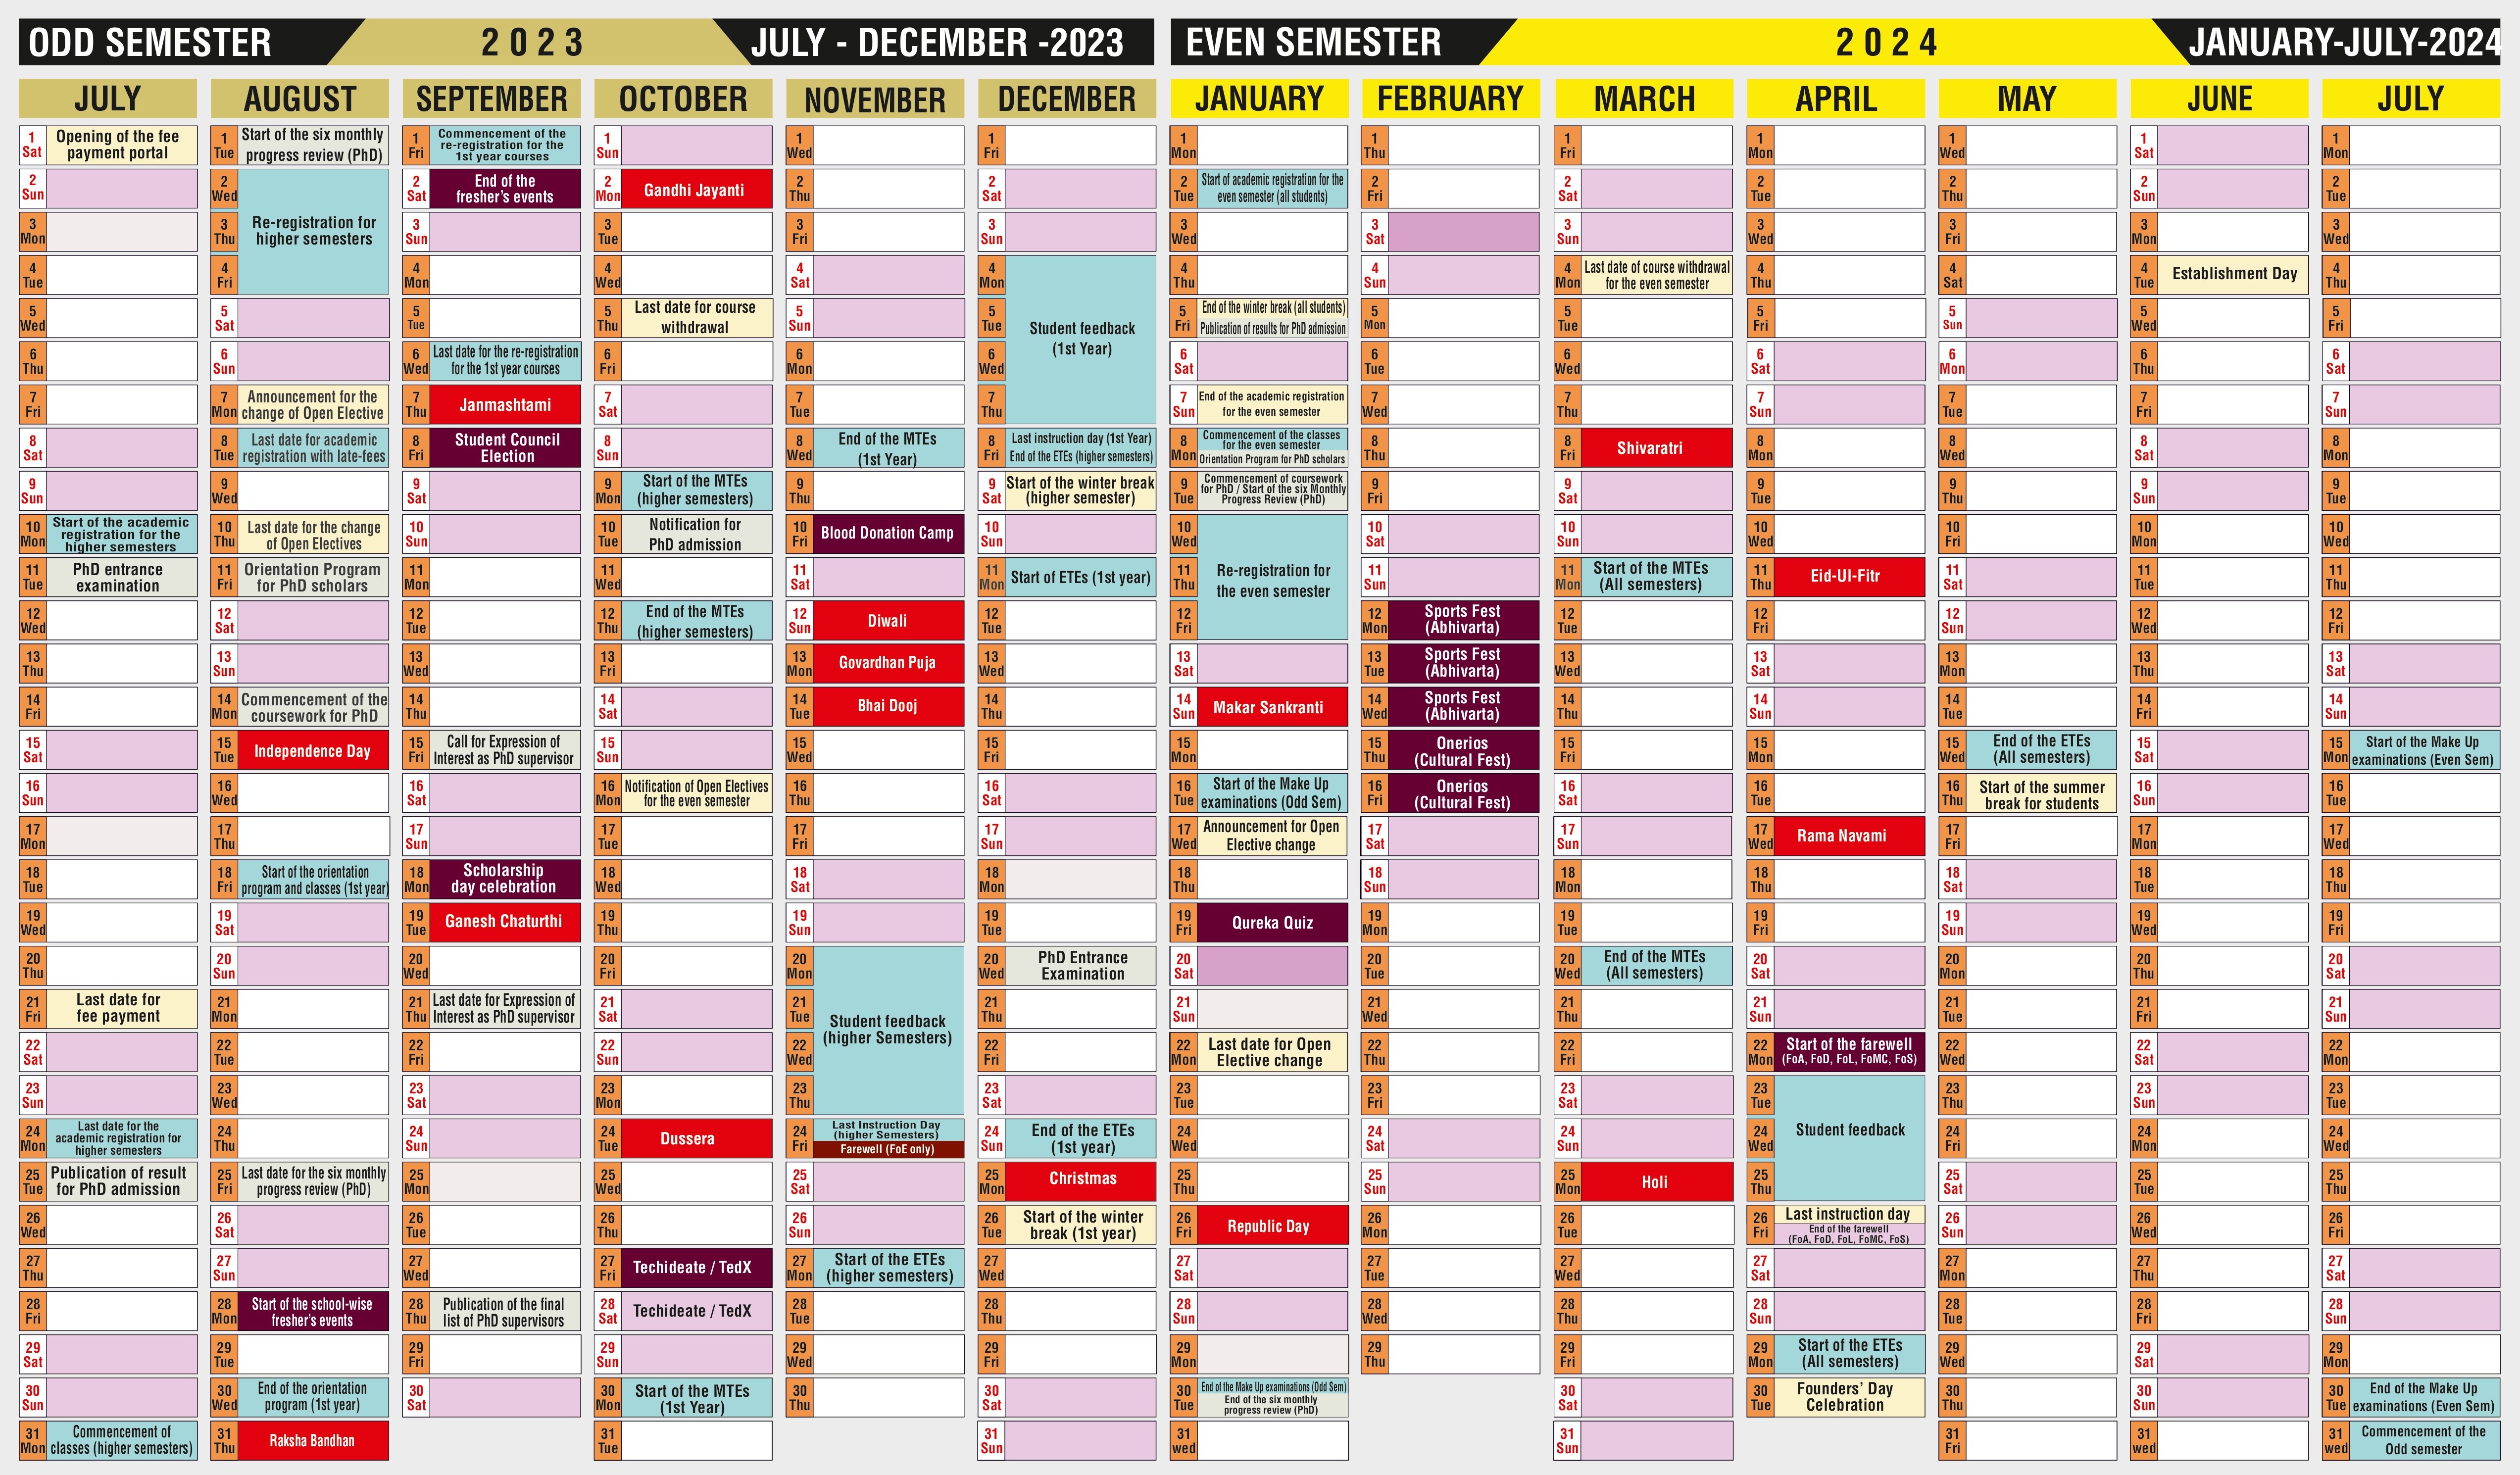 ODD SEMESTER
2023
JULY - DECEMBER -2023
EVEN SEMESTER
2024
JANUARY-JULY-2024
JULY
1 Sat
Opening of the fee
payment portal
2 Sun
3 Mon
4 Tue
5 Wed
6 Thu
7 Fri
8 Sat
9 Sun
10 Mon
Start of the academic
registration for the
higher semesters
11 Tue
PhD entrance
examination
12 Wed
13 Thu
14 Fri
15 Sat
16 Sun
17 Mon
18 Tue
19 Wed
20 Thu
21 Fri
Last date for
fee payment
22 Sat
23 Sun
24 Mon
Last date for the
academic registration for
higher semesters
25 Tue
Publication of result
for PhD admission
26 Wed
27 Thu
28 Fri
29 Sat
30 Sun
31 Mon
Commencement of
classes (higher semesters)
AUGUST
1 Tue
Start of the six monthly
progress review (PhD)
2 Wed
3 Thu
4 Fri
Re-registration for
higher semesters
5 Sat
6 Sun
7 Mon
Announcement for the
change of Open Elective
8 Tue
Last date for academic
registration with late-fees
9 Wed
10 Thu
Last date for the change
of Open Electives
11 Fri
Orientation Program
for PhD scholars
12 Sat
13 Sun
14 Mon
Commencement of the
coursework for PhD
15 Tue
Independence Day
16 Wed
17 Thu
18 Fri
Start of the orientation
program and classes (1st year)
19 Sat
20 Sun
21 Mon
22 Tue
23 Wed
24 Thu
25 Fri
Last date for the six monthly
progress review (PhD)
26 Sat
27 Sun
28 Mon
Start of the school-wise
fresher's events
29 Tue
30 Wed
End of the orientation
program (1st year)
31 Thu
Raksha Bandhan
SEPTEMBER
1 Fri
Commencement of the
re-registration for the
1st year courses
2 Sat
End of the
fresher's events
3 Sun
4 Mon
5 Tue
6 Wed
Last date for the re-registration
for the 1st year courses
7 Thu
Janmashtami
8 Fri
Student Council
Election
9 Sat
10 Sun
11 Mon
12 Tue
13 Wed
14 Thu
15 Fri
Call for Expression of
Interest as PhD supervisor
16 Sat
17 Sun
18 Mon
Scholarship
day celebration
19 Tue
Ganesh Chaturthi
20 Wed
21 Thu
Last date for Expression of
Interest as PhD supervisor
22 Fri
23 Sat
24 Sun
25 Mon
26 Tue
27 Wed
28 Thu
Publication of the final
list of PhD supervisors
29 Fri
30 Sat
OCTOBER
1 Sun
2 Mon
Gandhi Jayanti
3 Tue
4 Wed
5 Thu
Last date for course
withdrawal
6 Fri
7 Sat
8 Sun
9 Mon
Start of the MTEs
(higher semesters)
10 Tue
Notification for
PhD admission
11 Wed
12 Thu
End of the MTEs
(higher semesters)
13 Fri
14 Sat
15 Sun
16 Mon
Notification of Open Electives
for the even semester
17 Tue
18 Wed
19 Thu
20 Fri
21 Sat
22 Sun
23 Mon
24 Tue
Dussera
25 Wed
26 Thu
27 Fri
Techideate / TedX
28 Sat
Techideate / TedX
29 Sun
30 Mon
Start of the MTEs
(1st Year)
31 Tue
NOVEMBER
1 Wed
2 Thu
3 Fri
4 Sat
5 Sun
6 Mon
7 Tue
8 Wed
End of the MTEs
(1st Year)
9 Thu
10 Fri
Blood Donation Camp
11 Sat
12 Sun
Diwali
13 Mon
Govardhan Puja
14 Tue
Bhai Dooj
15 Wed
16 Thu
17 Fri
18 Sat
19 Sun
20 Mon
21 Tue
22 Wed
23 Thu
Student feedback
(higher Semesters)
24 Fri
Last Instruction Day
(higher Semesters)
Farewell (FoE only)
25 Sat
26 Sun
27 Mon
Start of the ETEs
(higher semesters)
28 Tue
29 Wed
30 Thu
DECEMBER
1 Fri
2 Sat
3 Sun
4 Mon
5 Tue
6 Wed
7 Thu
Student feedback
(1st Year)
8 Fri
Last instruction day (1st Year)
End of the ETEs (higher semesters)
9 Sat
Start of the winter break
(higher semester)
10 Sun
11 Mon
Start of ETEs (1st year)
12 Tue
13 Wed
14 Thu
15 Fri
16 Sat
17 Sun
18 Mon
19 Tue
20 Wed
PhD Entrance
Examination
21 Thu
22 Fri
23 Sat
24 Sun
End of the ETEs
(1st year)
25 Mon
Christmas
26 Tue
Start of the winter
break (1st year)
27 Wed
28 Thu
29 Fri
30 Sat
31 Sun
JANUARY
1 Mon
2 Tue
Start of academic registration for the
even semester (all students)
3 Wed
4 Thu
5 Fri
End of the winter break (all students)
Publication of results for PhD admission
6 Sat
7 Sun
End of the academic registration
for the even semester
8 Mon
Commencement of the classes
for the even semester
Orientation Program for PhD scholars
9 Tue
Commencement of coursework
for PhD / Start of the six Monthly
Progress Review (PhD)
10 Wed
11 Thu
12 Fri
Re-registration for
the even semester
13 Sat
14 Sun
Makar Sankranti
15 Mon
16 Tue
Start of the Make Up
examinations (Odd Sem)
17 Wed
Announcement for Open
Elective change
18 Thu
19 Fri
Qureka Quiz
20 Sat
21 Sun
22 Mon
Last date for Open
Elective change
23 Tue
24 Wed
25 Thu
26 Fri
Republic Day
27 Sat
28 Sun
29 Mon
30 Tue
End of the Make Up examinations (Odd Sem)
End of the six monthly
progress review (PhD)
31 wed
FEBRUARY
1 Thu
2 Fri
3 Sat
4 Sun
5 Mon
6 Tue
7 Wed
8 Thu
9 Fri
10 Sat
11 Sun
12 Mon
Sports Fest
(Abhivarta)
13 Tue
Sports Fest
(Abhivarta)
14 Wed
Sports Fest
(Abhivarta)
15 Thu
Onerios
(Cultural Fest)
16 Fri
Onerios
(Cultural Fest)
17 Sat
18 Sun
19 Mon
20 Tue
21 Wed
22 Thu
23 Fri
24 Sat
25 Sun
26 Mon
27 Tue
28 Wed
29 Thu
MARCH
1 Fri
2 Sat
3 Sun
4 Mon
Last date of course withdrawal
for the even semester
5 Tue
6 Wed
7 Thu
8 Fri
Shivaratri
9 Sat
10 Sun
11 Mon
Start of the MTEs
(All semesters)
12 Tue
13 Wed
14 Thu
15 Fri
16 Sat
17 Sun
18 Mon
19 Tue
20 Wed
End of the MTEs
(All semesters)
21 Thu
22 Fri
23 Sat
24 Sun
25 Mon
Holi
26 Tue
27 Wed
28 Thu
29 Fri
30 Sat
31 Sun
APRIL
1 Mon
2 Tue
3 Wed
4 Thu
5 Fri
6 Sat
7 Sun
8 Mon
9 Tue
10 Wed
11 Thu
Eid-Ul-Fitr
12 Fri
13 Sat
14 Sun
15 Mon
16 Tue
17 Wed
Rama Navami
18 Thu
19 Fri
20 Sat
21 Sun
22 Mon
Start of the farewell
(FoA, FoD, FoL, FoMC, FoS)
23 Tue
24 Wed
25 Thu
Student feedback
26 Fri
Last instruction day
End of the farewell
(FoA, FoD, FoL, FoMC, FoS)
27 Sat
28 Sun
29 Mon
Start of the ETEs
(All semesters)
30 Tue
Founders' Day
Celebration
MAY
1 Wed
2 Thu
3 Fri
4 Sat
5 Sun
6 Mon
7 Tue
8 Wed
9 Thu
10 Fri
11 Sat
12 Sun
13 Mon
14 Tue
15 Wed
End of the ETEs
(All semesters)
16 Thu
Start of the summer
break for students
17 Fri
18 Sat
19 Sun
20 Mon
21 Tue
22 Wed
23 Thu
24 Fri
25 Sat
26 Sun
27 Mon
28 Tue
29 Wed
30 Thu
31 Fri
JUNE
1 Sat
2 Sun
3 Mon
4 Tue
Establishment Day
5 Wed
6 Thu
7 Fri
8 Sat
9 Sun
10 Mon
11 Tue
12 Wed
13 Thu
14 Fri
15 Sat
16 Sun
17 Mon
18 Tue
19 Wed
20 Thu
21 Fri
22 Sat
23 Sun
24 Mon
25 Tue
26 Wed
27 Thu
28 Fri
29 Sat
30 Sun
31 wed
JULY
1 Mon
2 Tue
3 Wed
4 Thu
5 Fri
6 Sat
7 Sun
8 Mon
9 Tue
10 Wed
11 Thu
12 Fri
13 Sat
14 Sun
15 Mon
Start of the Make Up
examinations (Even Sem)
16 Tue
17 Wed
18 Thu
19 Fri
20 Sat
21 Sun
22 Mon
23 Tue
24 Wed
25 Thu
26 Fri
27 Sat
28 Sun
29 Mon
30 Tue
End of the Make Up
examinations (Even Sem)
31 wed
Commencement of the
Odd semester